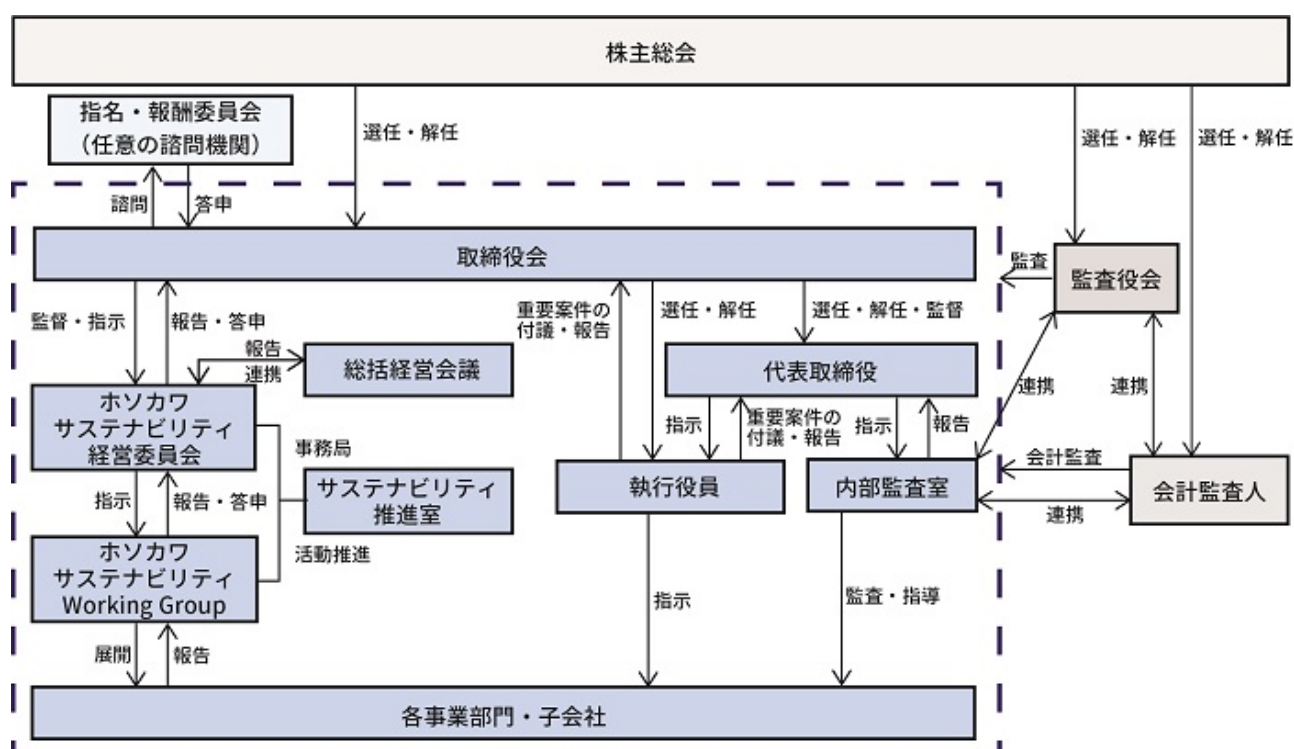 株主総会
指名・報酬委員会
（任意の諮問機関）
選任・解任
選任・解任
選任・解任
諮問
答申
取締役会
監査
監査役会
監督・指示
報告・答申
重要案件の
付議・報告
選任・解任
選任・解任・監督
報告
連携
総括経営会議
代表取締役
ホソカワ
サステナビリティ
経営委員会
指示
重要案件の
付議・報告
指示
報告
連携
連携
事務局
サステナビリティ
推進室
執行役員
内部監査室
会計監査
会計監査人
連携
指示
報告・答申
活動推進
ホソカワ
サステナビリティ
Working Group
指示
監査・指導
展開
報告
各事業部門・子会社